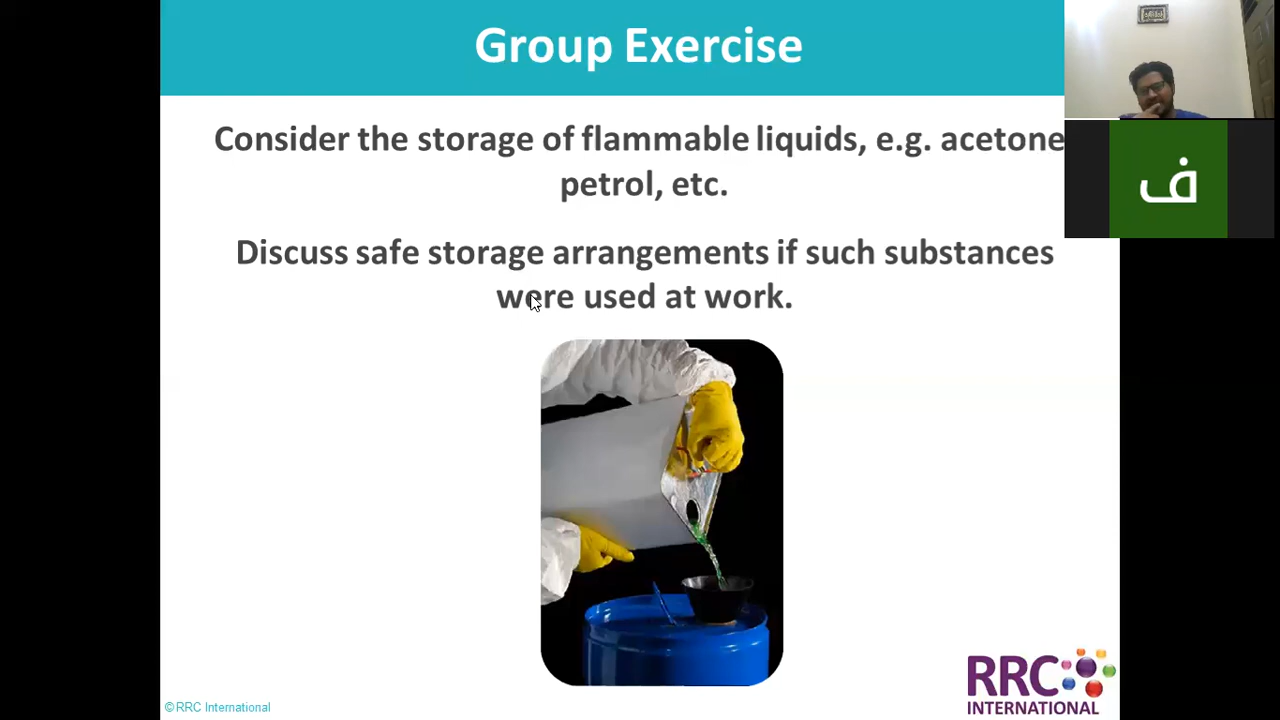 Group Exercise
Consider the storage of flammable liquids, e.g. acetone
petrol, etc.
Discuss safe storage arrangements if such substances
were used at work.
ف
RRC
INTERNATIONAL
©RRC International